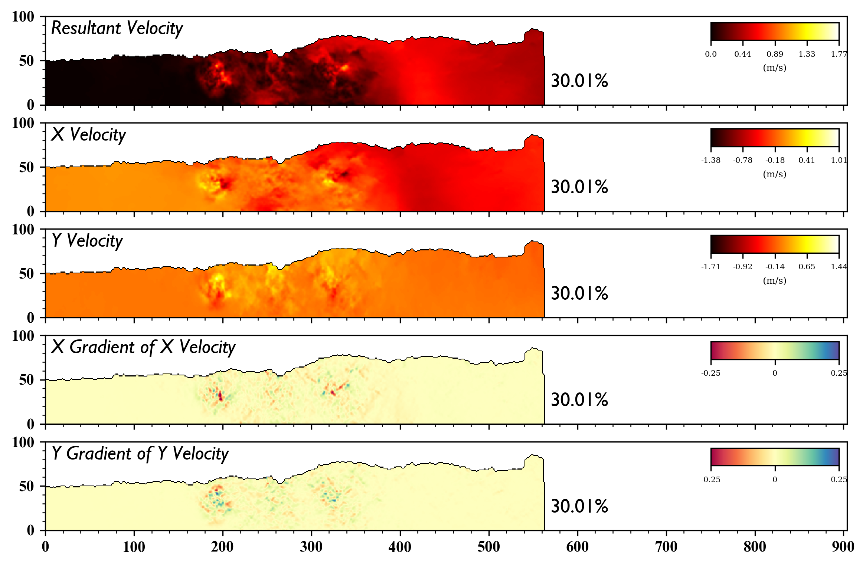 100
Resultant Velocity
50
0
0.0 0.44 0.89 1.33 1.77
(m/s)
30.01%
100
X Velocity
50
0
-1.38 -0.78 -0.18 0.41 1.01
(m/s)
30.01%
100
Y Velocity
50
0
-1.71 -0.92 -0.14 0.65 1.44
(m/s)
30.01%
100
X Gradient of X Velocity
50
0
-0.25 0 0.25
30.01%
100
Y Gradient of Y Velocity
50
0
0.25 0 0.25
30.01%
0 100 200 300 400 500 600 700 800 900